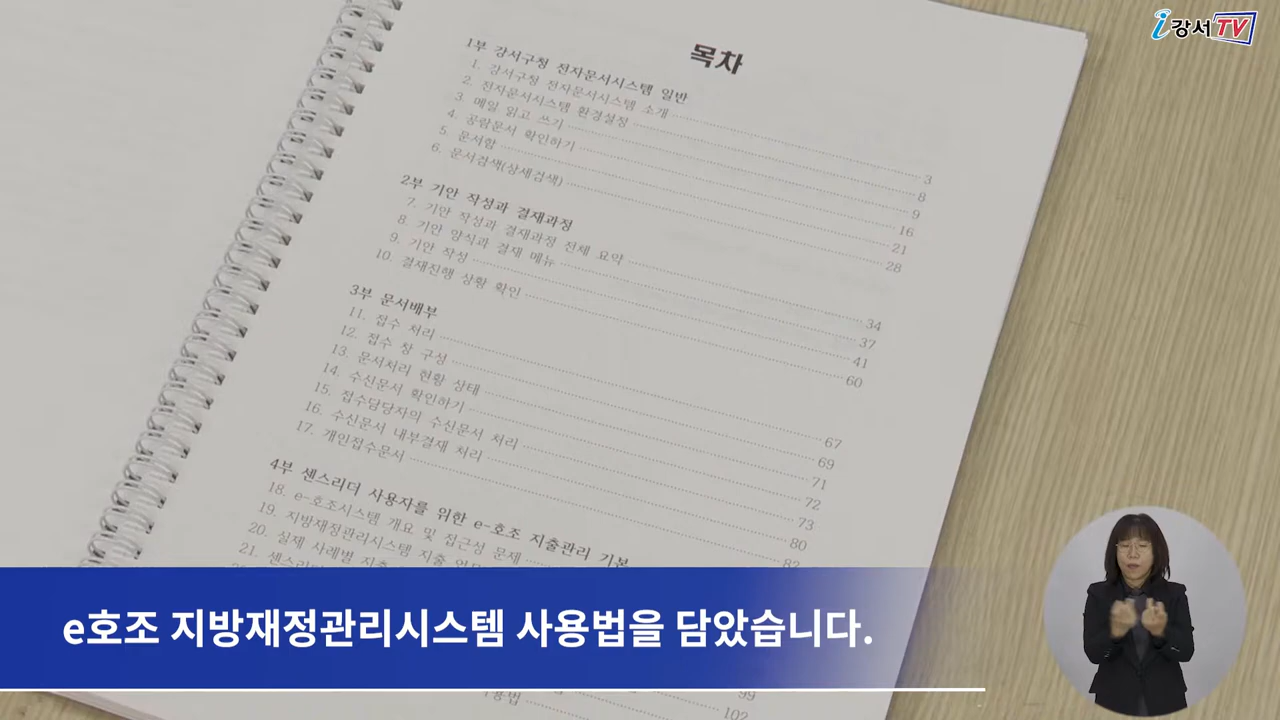 i강서TV
목차
1부 강서구청 전자문서시스템 일반
1. 강서구청 전자문서시스템 소개 3
2. 전자문서시스템 환경설정 8
3. 메일 읽고 쓰기 9
4. 공람문서 확인하기 16
5. 문서함 21
6. 문서검색(상세검색) 28
2부 기안 작성과 결재과정
7. 기안 작성과 결재과정 전체 요약 34
8. 기안 양식과 결재 메뉴 37
9. 기안 작성 41
10. 결재진행 상황 확인 60
3부 문서배부
11. 접수 처리 67
12. 접수 창 구성 69
13. 문서처리 현황 상태 71
14. 수신문서 확인하기 72
15. 접수담당자의 수신문서 처리 73
16. 수신문서 내부결재 처리 80
17. 개인접수문서 82
4부 센스리더 사용자를 위한 e-호조 지출관리 기본
18. e-호조시스템 개요 및 접근성 문제
19. 지방재정관리시스템 지출
20. 실제 사례별 지출
21. 센스리더
e호조 지방재정관리시스템 사용법을 담았습니다.
99
102